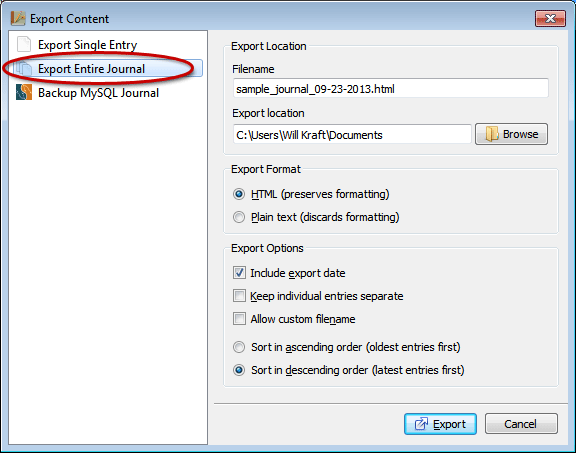 Export Content
Export Single Entry
Export Entire Journal
Backup MySQL Journal
Export Location
Filename
sample_journal_09-23-2013.html
Export location
C:\Users\Will Kraft\Documents
Browse
Export Format
HTML (preserves formatting)
Plain text (discards formatting)
Export Options
Include export date
Keep individual entries separate
Allow custom filename
Sort in ascending order (oldest entries first)
Sort in descending order (latest entries first)
Export
Cancel